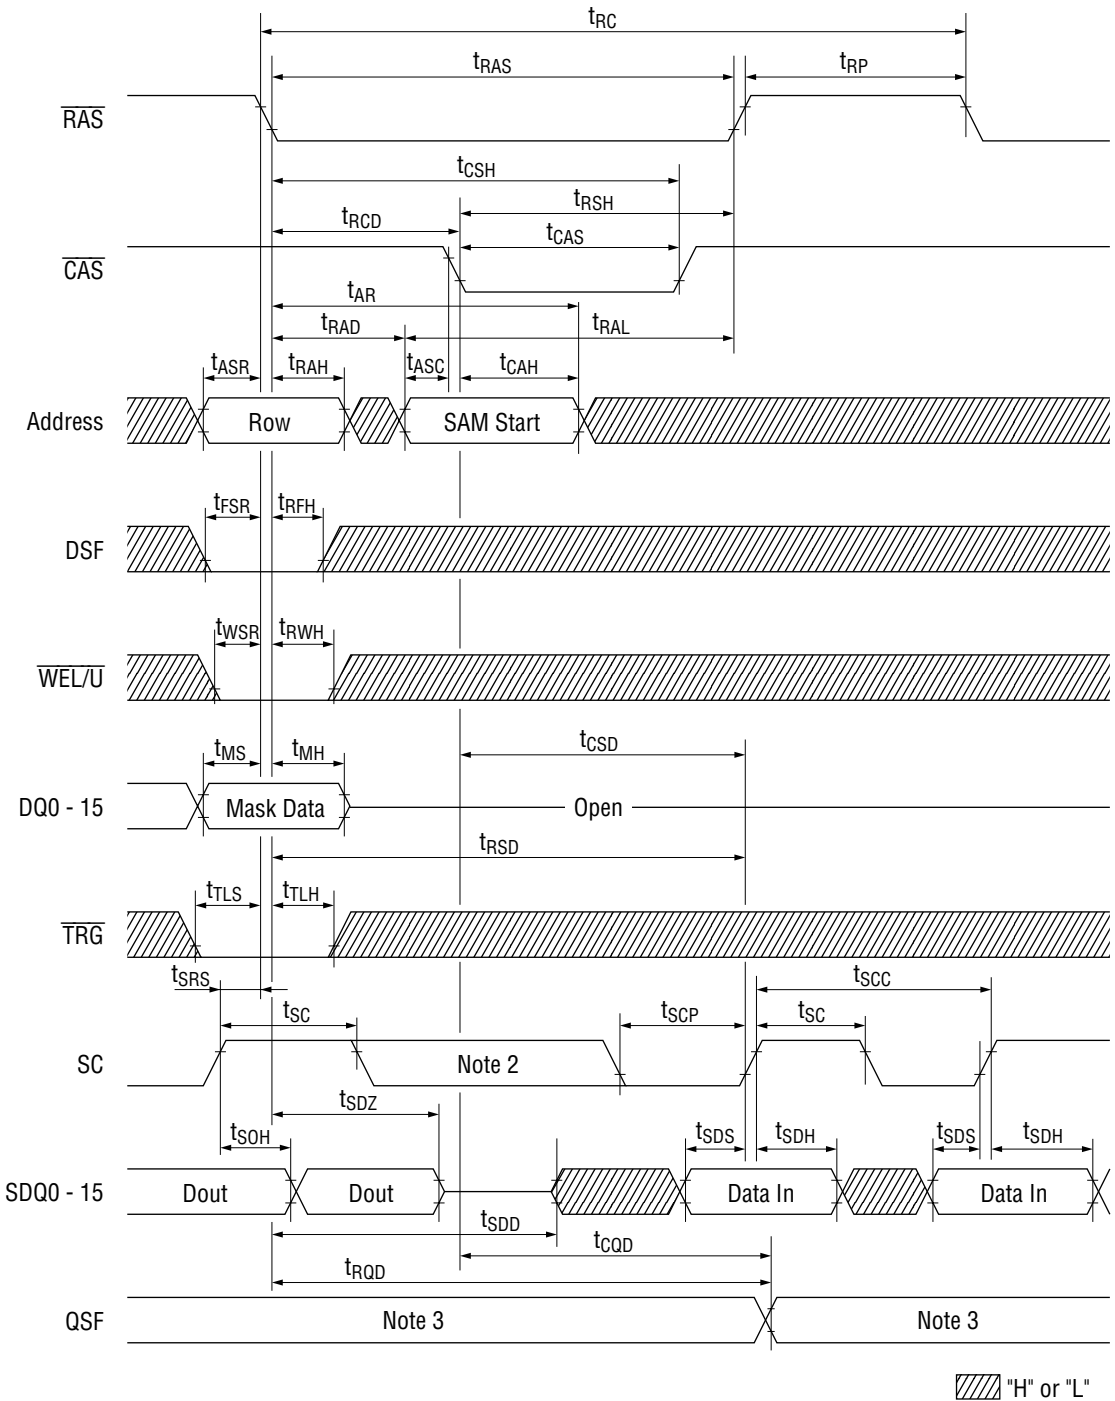 tRC
tRAS
tRP
RAS
tCSH
tRSH
tRCD
tCAS
CAS
tAR
tRAD
tRAL
tASR
tRAH
tASC
tCAH
Address
Row
SAM Start
tFSR
tRFH
DSF
tWSR
tRWH
WEL/U
tCSD
tMS
tMH
DQ0 - 15
Mask Data
Open
tRSD
tTLS
tTLH
TRG
tSRS
tSCC
tSC
tSCP
tSC
SC
Note 2
tSDZ
tSOH
tSDS
tSDH
tSDS
tSDH
SDQ0 - 15
Dout
Dout
Data In
Data In
tSDD
tCQD
tRQD
QSF
Note 3
Note 3
"H" or "L"